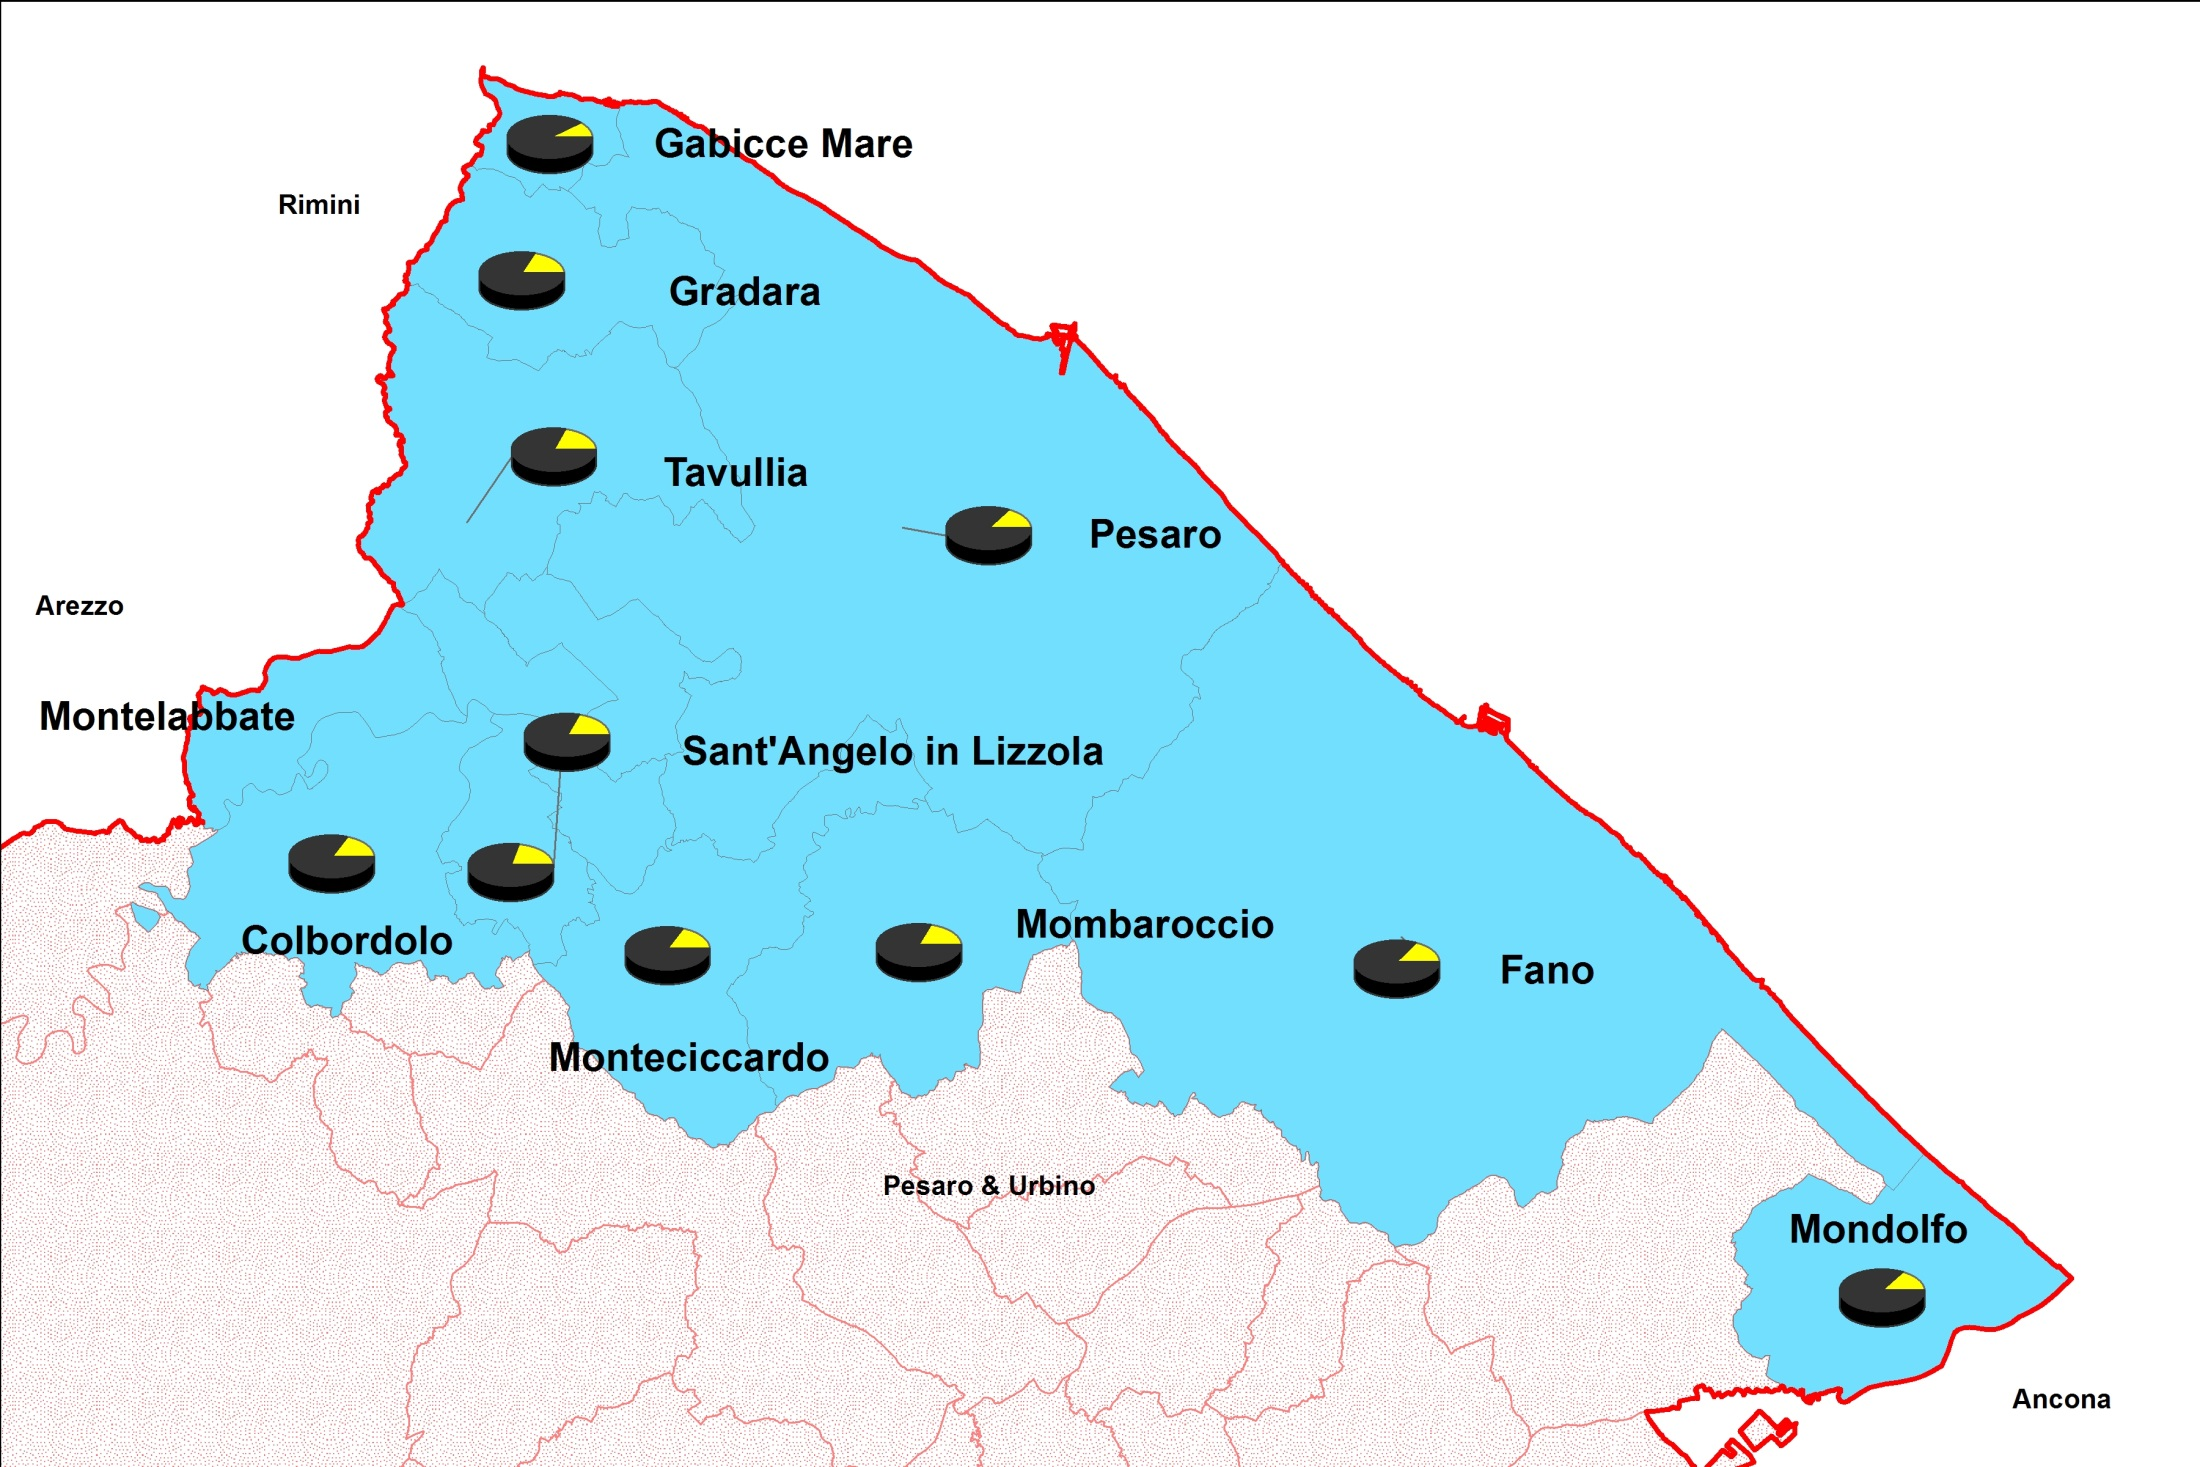 Gabicce Mare
Rimini
Gradara
Tavullia
Pesaro
Arezzo
Montelabbate
Sant'Angelo in Lizzola
Mombaroccio
Colbordolo
Fano
Monteciccardo
Pesaro & Urbino
Mondolfo
Ancona